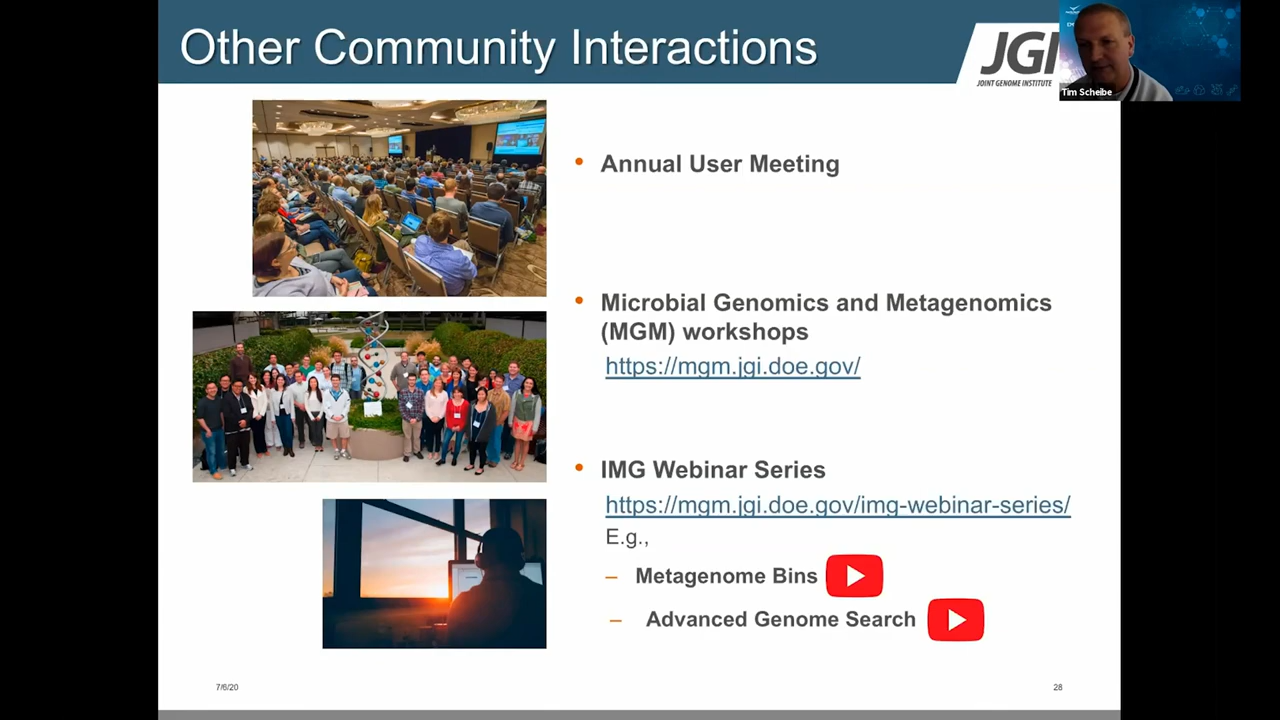 Other Community Interactions
JGI
JOINT GENOME INSTITUTE
Tim Scheibe
• Annual User Meeting
• Microbial Genomics and Metagenomics
(MGM) workshops
https://mgm.jgi.doe.gov/
• IMG Webinar Series
https://mgm.jgi.doe.gov/img-webinar-series/
E.g.,
– Metagenome Bins
– Advanced Genome Search
7/6/20
28